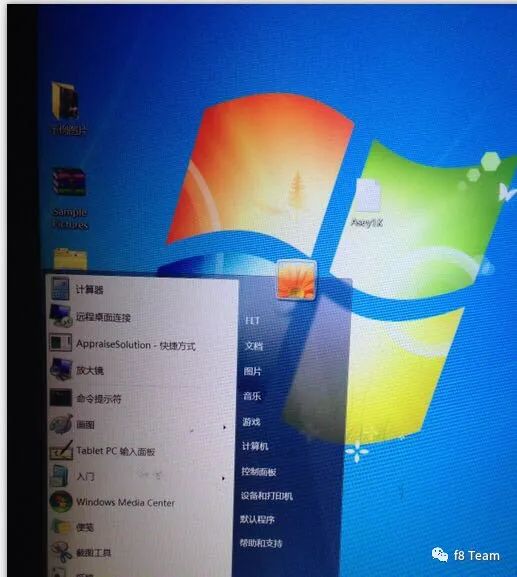 示例图片
Sample
Pictures
计算器
远程桌面连接
AppraiseSolution - 快捷方式
放大镜
命令提示符
画图
Tablet PC 输入面板
入门
Windows Media Center
便笺
截图工具
文档
图片
音乐
游戏
计算机
控制面板
设备和打印机
默认程序
帮助和支持
f8 Team